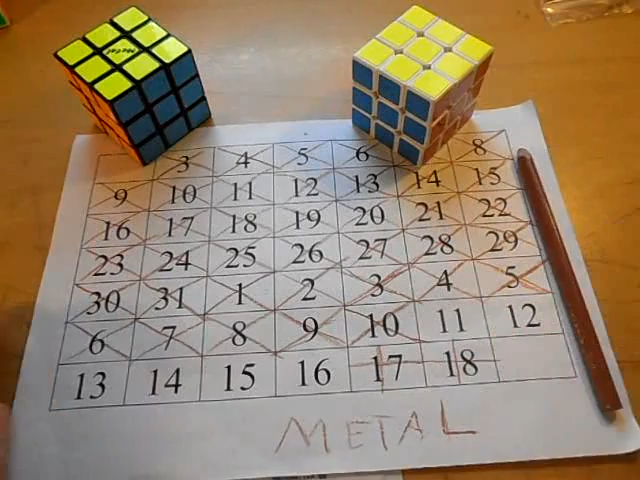 Metal
3 4 5 6 8
9 10 11 12 13 14 15
16 17 18 19 20 21 22
23 24 25 26 27 28 29
30 31 1 2 3 4 5
6 7 8 9 10 11 12
13 14 15 16 17 18
METAL